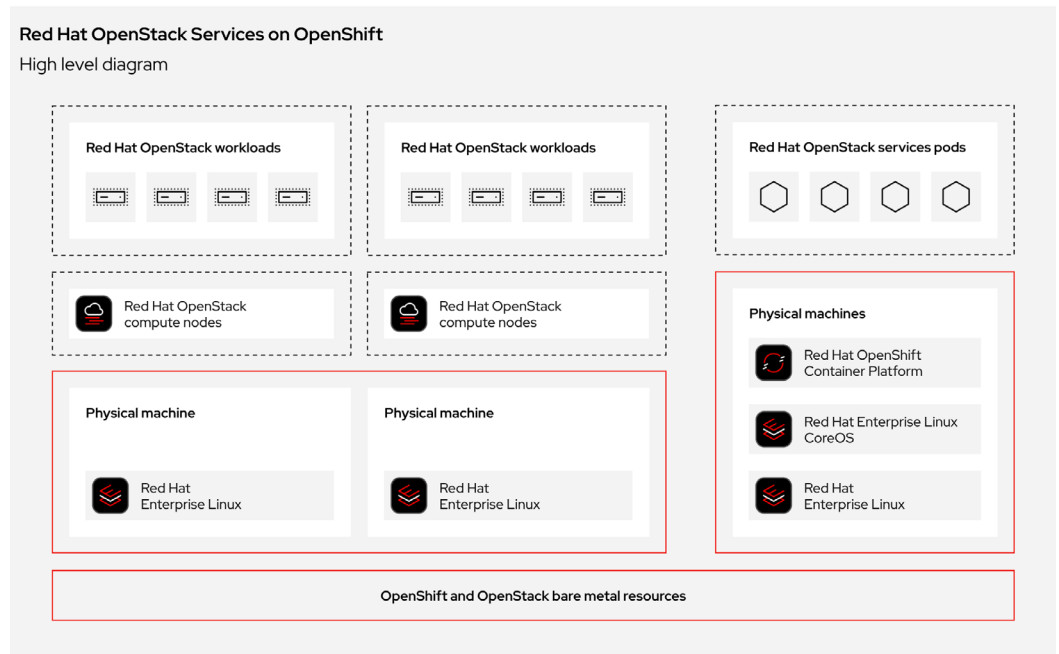 Red Hat OpenStack Services on OpenShift
High level diagram
Red Hat OpenStack workloads
Red Hat OpenStack workloads
Red Hat OpenStack services pods
Red Hat OpenStack
compute nodes
Red Hat OpenStack
compute nodes
Physical machines
Red Hat OpenShift
Container Platform
Red Hat Enterprise Linux
CoreOS
Red Hat
Enterprise Linux
Physical machine
Red Hat
Enterprise Linux
Physical machine
Red Hat
Enterprise Linux
OpenShift and OpenStack bare metal resources